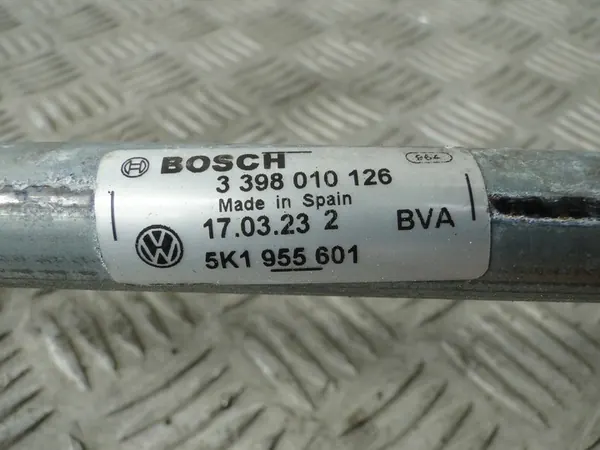 BOSCH
3 398 010 126
Made in Spain
17.03.23 2 BVA
5K1 955 601